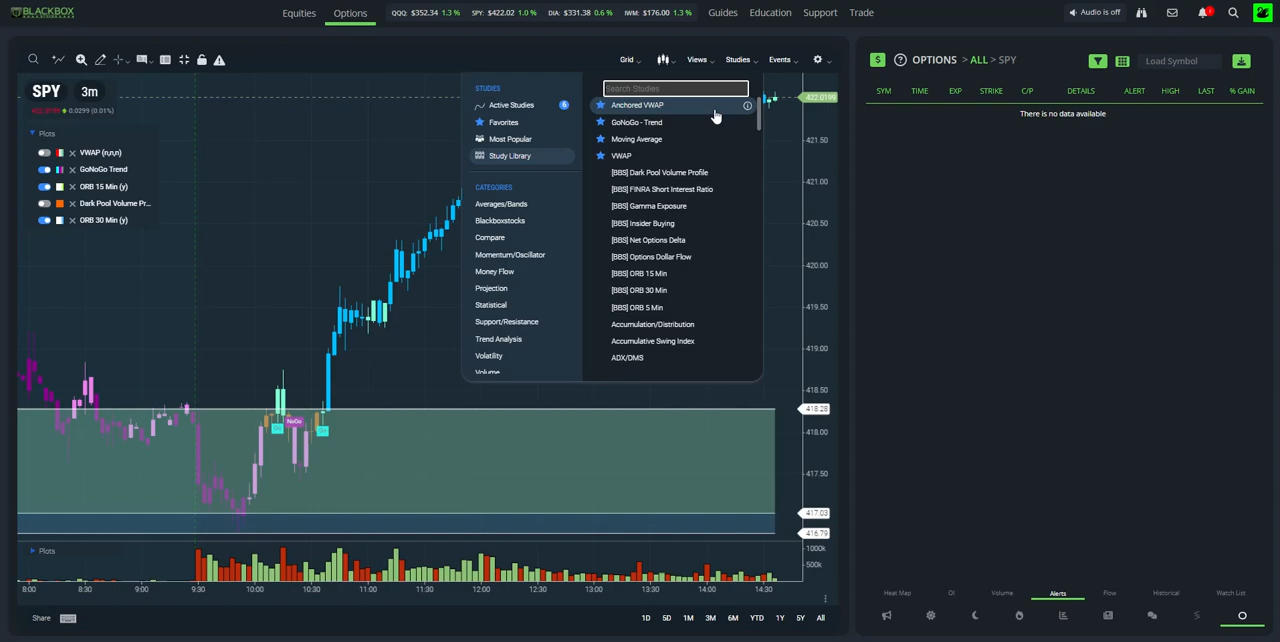 BLACKBOX
Equities Options QQQ: $352.34 1.3 % SPY: $422.02 1.0 % DIA: $331.38 0.6 % IWM: $176.00 1.3 % Guides Education Support Trade Audio is off
Grid Views Studies Events
SPY 3m
0.0299 (0.01%)
Plots
VWAP (n,n,n)
GoNoGo Trend
ORB 15 Min (y)
Dark Pool Volume Pr...
ORB 30 Min (y)
STUDIES
Active Studies 6
Favorites
Most Popular
Study Library
CATEGORIES
Averages/Bands
Blackboxstocks
Compare
Momentum/Oscillator
Money Flow
Projection
Statistical
Support/Resistance
Trend Analysis
Volatility
Volume
Search Studies
Anchored VWAP
GoNoGo - Trend
Moving Average
VWAP
[BBS] Dark Pool Volume Profile
[BBS] FINRA Short Interest Ratio
[BBS] Gamma Exposure
[BBS] Insider Buying
[BBS] Net Options Delta
[BBS] Options Dollar Flow
[BBS] ORB 15 Min
[BBS] ORB 30 Min
[BBS] ORB 5 Min
Accumulation/Distribution
Accumulative Swing Index
ADX/DMS
422.0199
421.50
421.00
420.50
420.00
419.50
419.00
418.50
418.28
418.00
417.50
417.03
416.79
NoGo
Plots
1000k
500k
8:00 8:30 9:00 9:30 10:00 10:30 11:00 11:30 12:00 12:30 13:00 13:30 14:00 14:30
Share 1D 5D 1M 3M 6M YTD 1Y 5Y All
$ ? OPTIONS > ALL > SPY Load Symbol
SYM TIME EXP STRIKE C/P DETAILS ALERT HIGH LAST % GAIN
There is no data available
Heat Map OI Volume Alerts Flow Historical Watch List